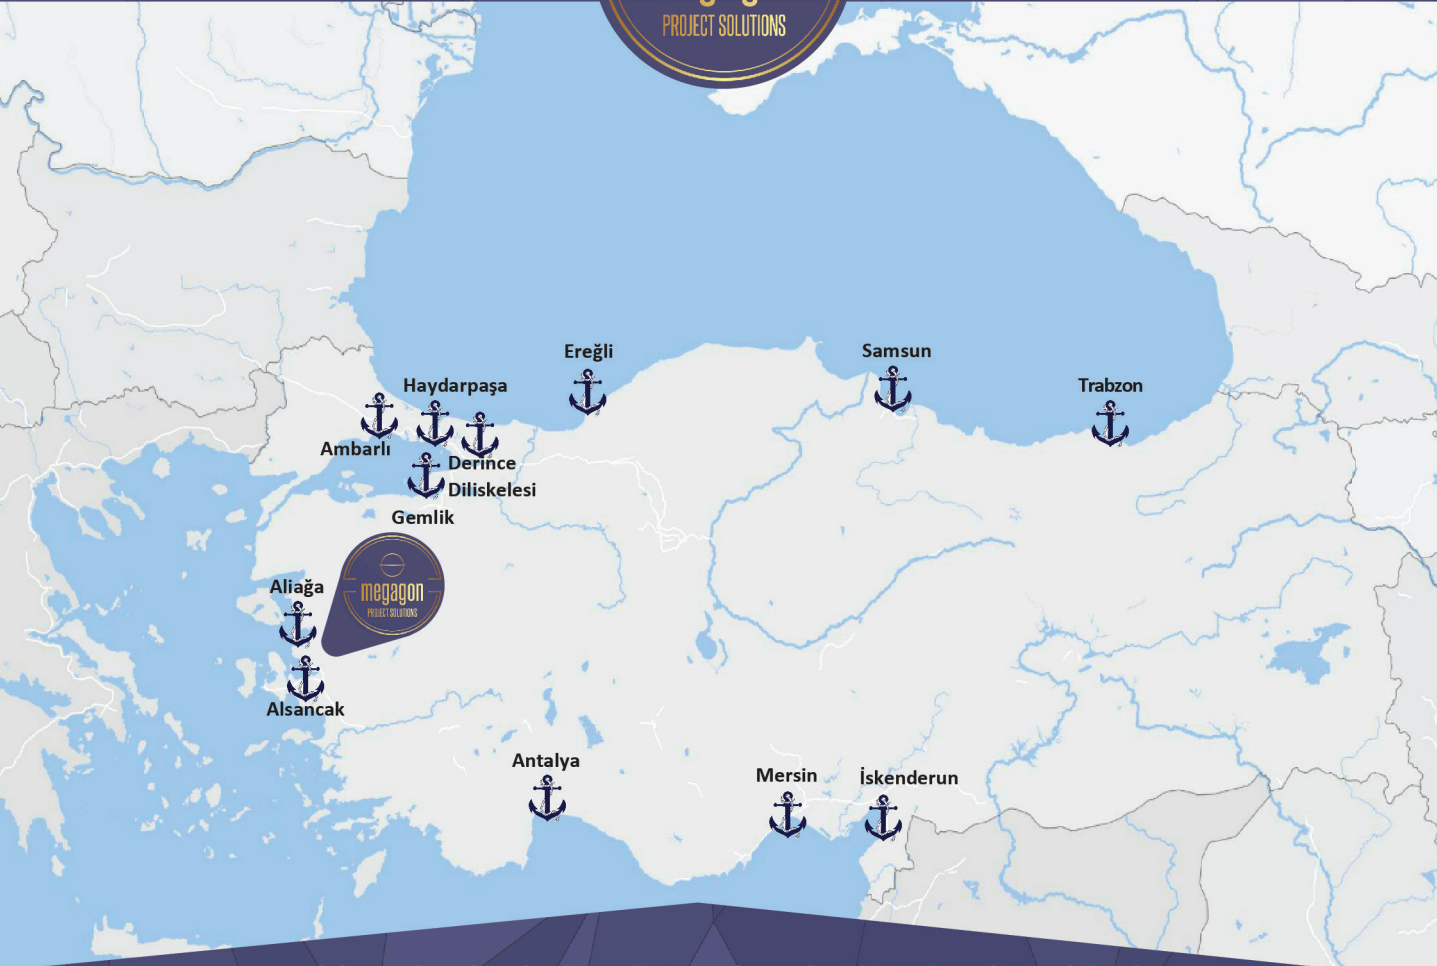 PROJECT SOLUTIONS
Ereğli
Samsun
Haydarpaşa
Trabzon
Ambarlı
Derince
Diliskelesi
Gemlik
Aliağa
megagon
PROJECT SOLUTIONS
Alsancak
Antalya
Mersin
İskenderun